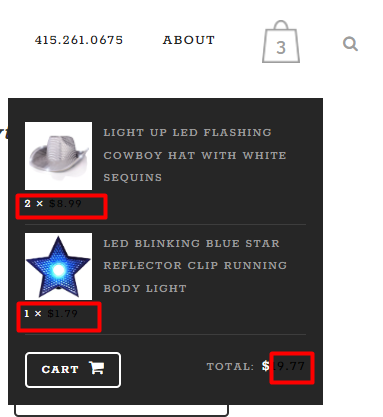 415.261.0675 ABOUT 3
LIGHT UP LED FLASHING
COWBOY HAT WITH WHITE
SEQUINS
2 × $8.99
LED BLINKING BLUE STAR
REFLECTOR CLIP RUNNING
BODY LIGHT
1 × $1.79
CART TOTAL: $19.77